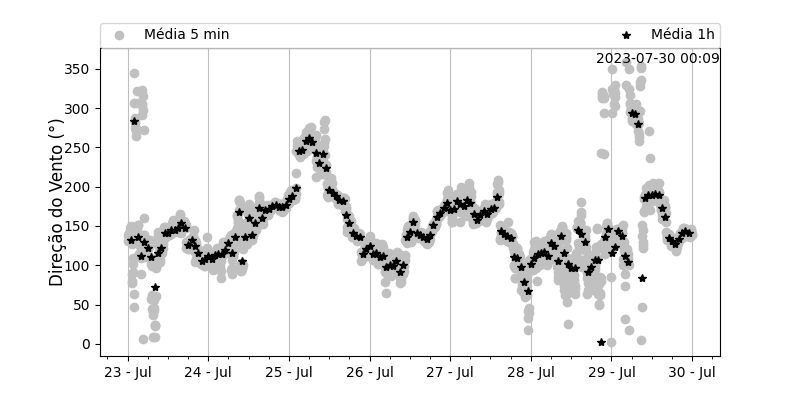 Média 5 min
Média 1h
2023-07-30 00:09
Direção do Vento (°)
350
300
250
200
150
100
50
0
23 - Jul
24 - Jul
25 - Jul
26 - Jul
27 - Jul
28 - Jul
29 - Jul
30 - Jul